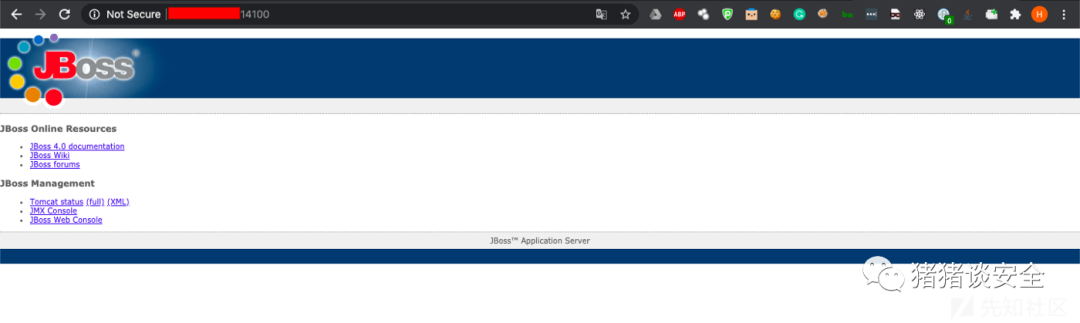 Not Secure | 14100
ABP
H
JBoss
JBoss Online Resources
JBoss 4.0 documentation
JBoss Wiki
JBoss forums
JBoss Management
Tomcat status (full) (XML)
JMX Console
JBoss Web Console
JBoss™ Application Server
猪猪谈安全
先知社区